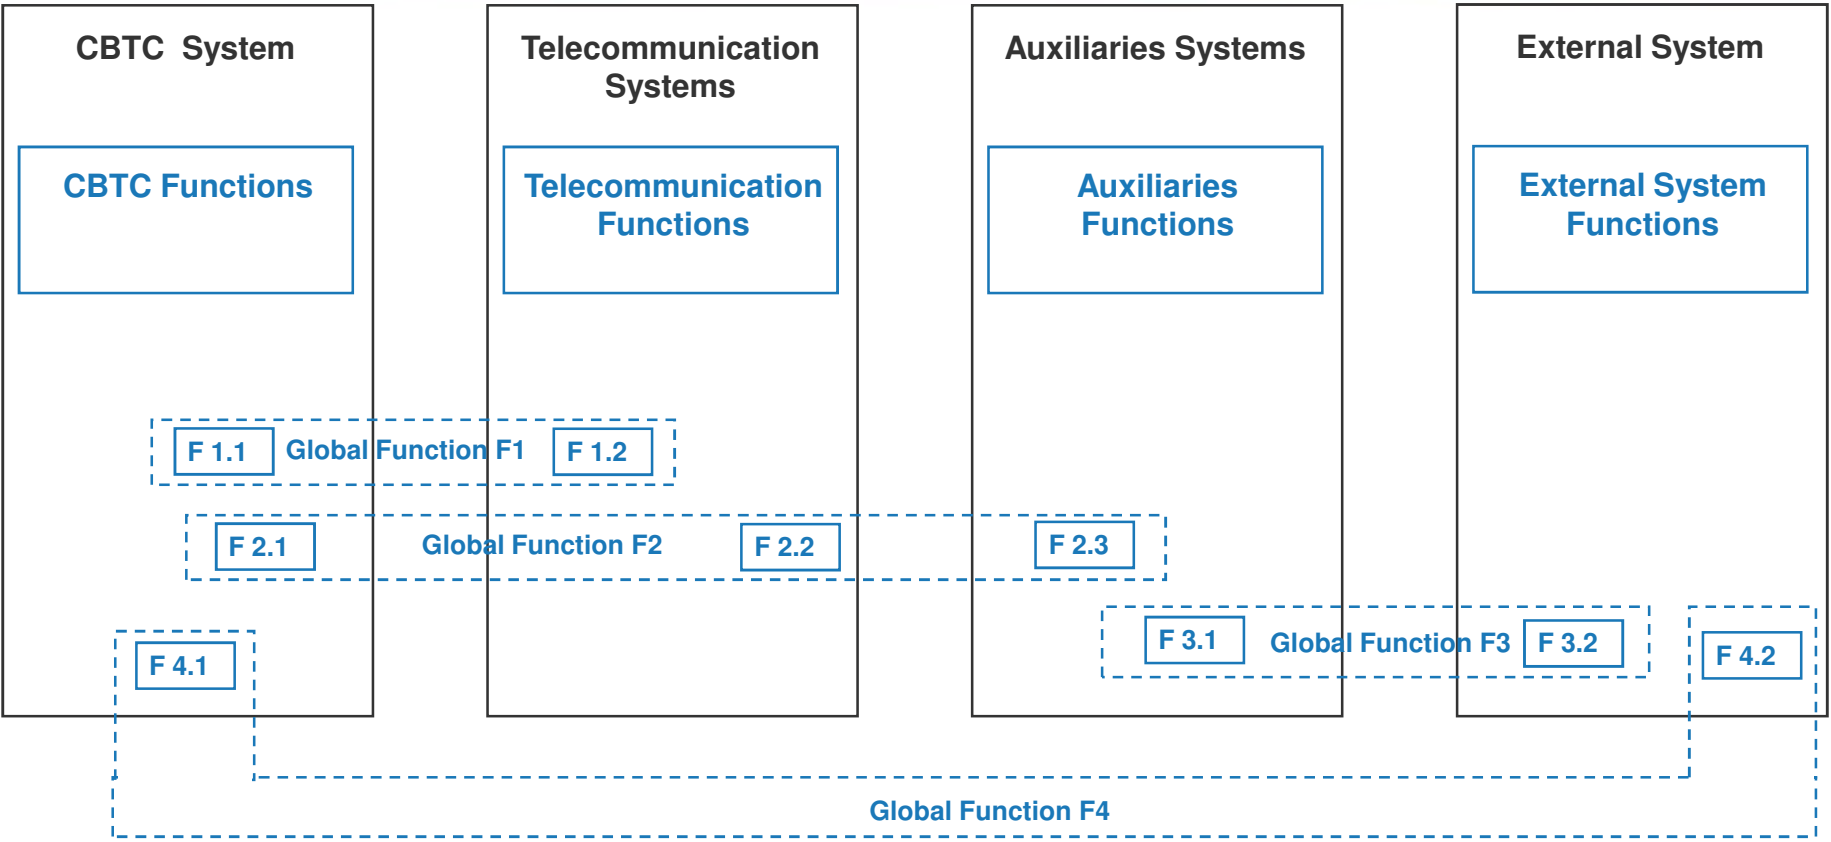 CBTC  System
Telecommunication
Systems
Auxiliaries Systems
External System
CBTC Functions
Telecommunication
Functions
Auxiliaries
Functions
External System
Functions
F 1.1
Global Function F1
F 1.2
F 2.1
Global Function F2
F 2.2
F 2.3
F 3.1
Global Function F3
F 3.2
F 4.1
F 4.2
Global Function F4